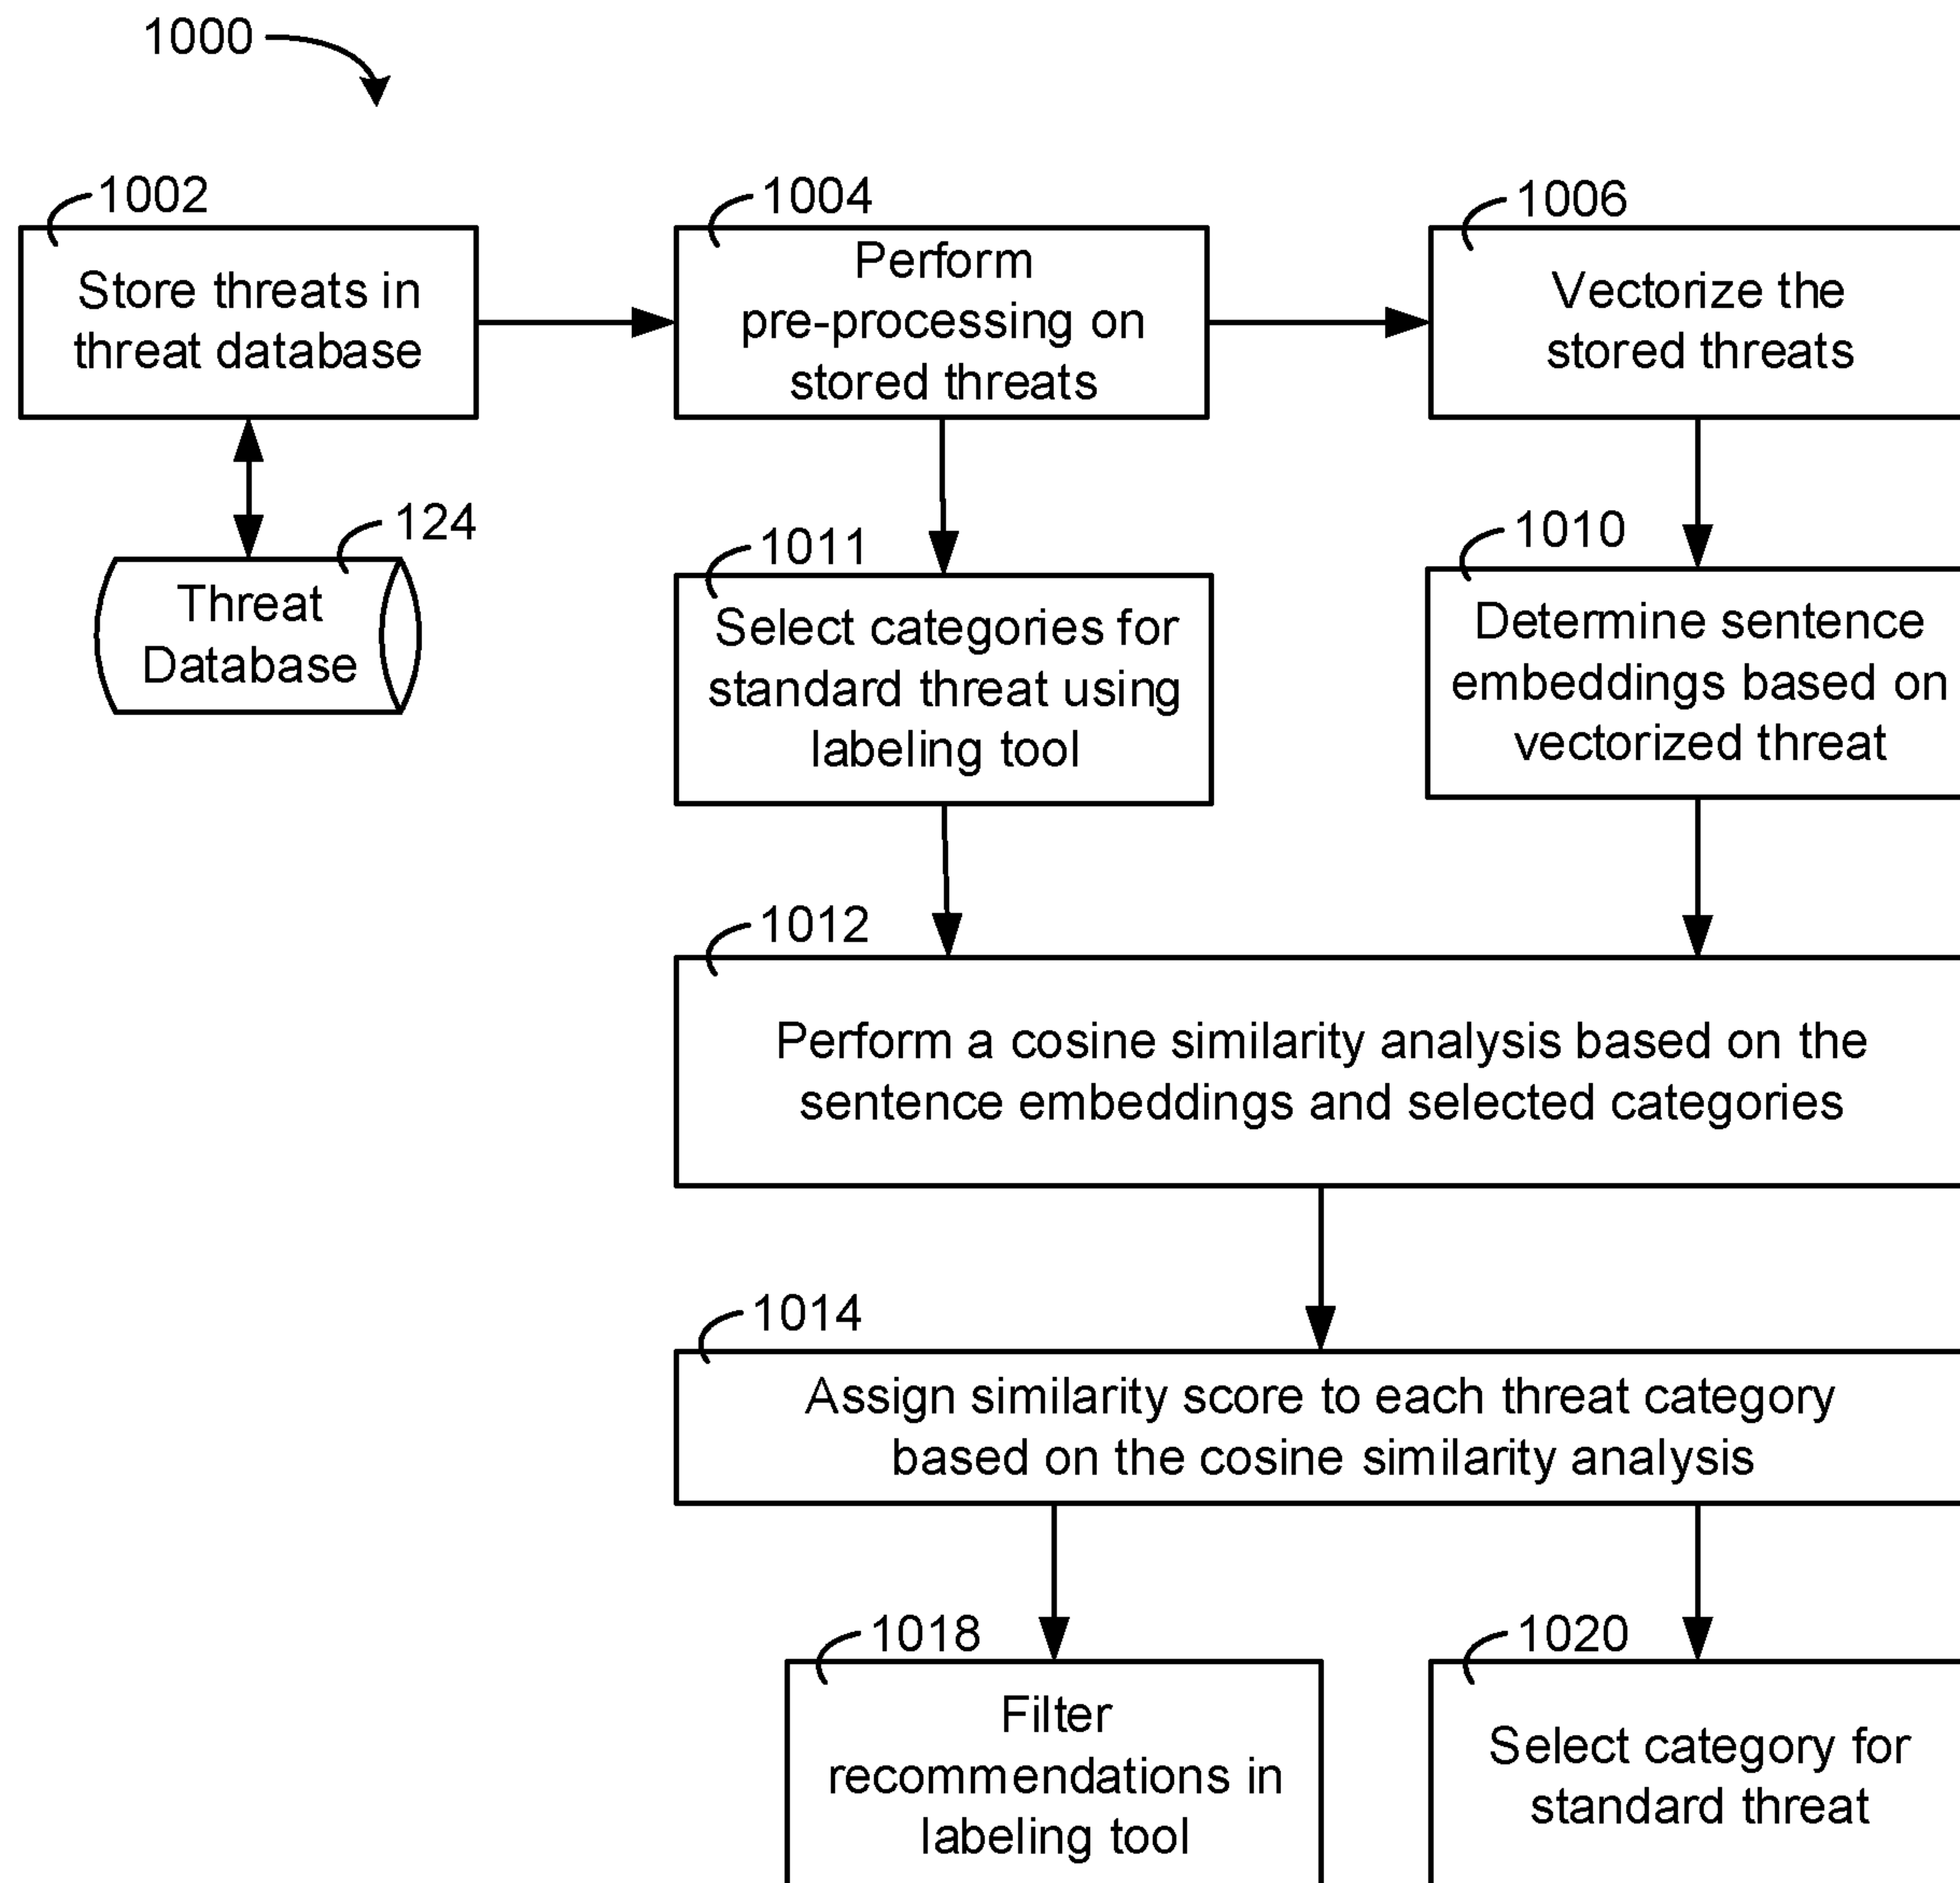 1000
1002
Store threats in
threat database
1004
Perform
pre-processing on
stored threats
1006
Vectorize the
stored threats
124
Threat
Database
1011
Select categories for
standard threat using
labeling tool
1010
Determine sentence
embeddings based on
vectorized threat
1012
Perform a cosine similarity analysis based on the
sentence embeddings and selected categories
1014
Assign similarity score to each threat category
based on the cosine similarity analysis
1018
Filter
recommendations in
labeling tool
1020
Select category for
standard threat